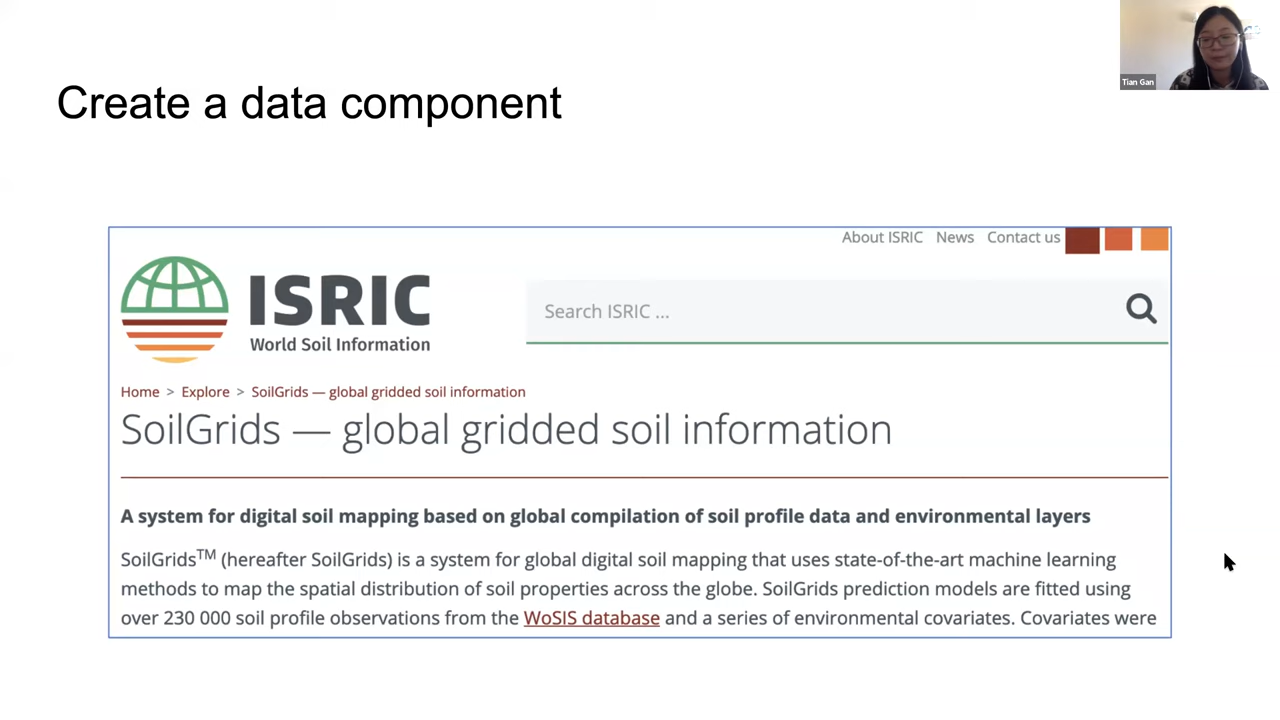 Tian Gan
Create a data component
About ISRIC News Contact us
ISRIC
World Soil Information
Search ISRIC ...
Home > Explore > SoilGrids — global gridded soil information
SoilGrids — global gridded soil information
A system for digital soil mapping based on global compilation of soil profile data and environmental layers
SoilGrids™ (hereafter SoilGrids) is a system for global digital soil mapping that uses state-of-the-art machine learning
methods to map the spatial distribution of soil properties across the globe. SoilGrids prediction models are fitted using
over 230 000 soil profile observations from the WoSIS database and a series of environmental covariates. Covariates were